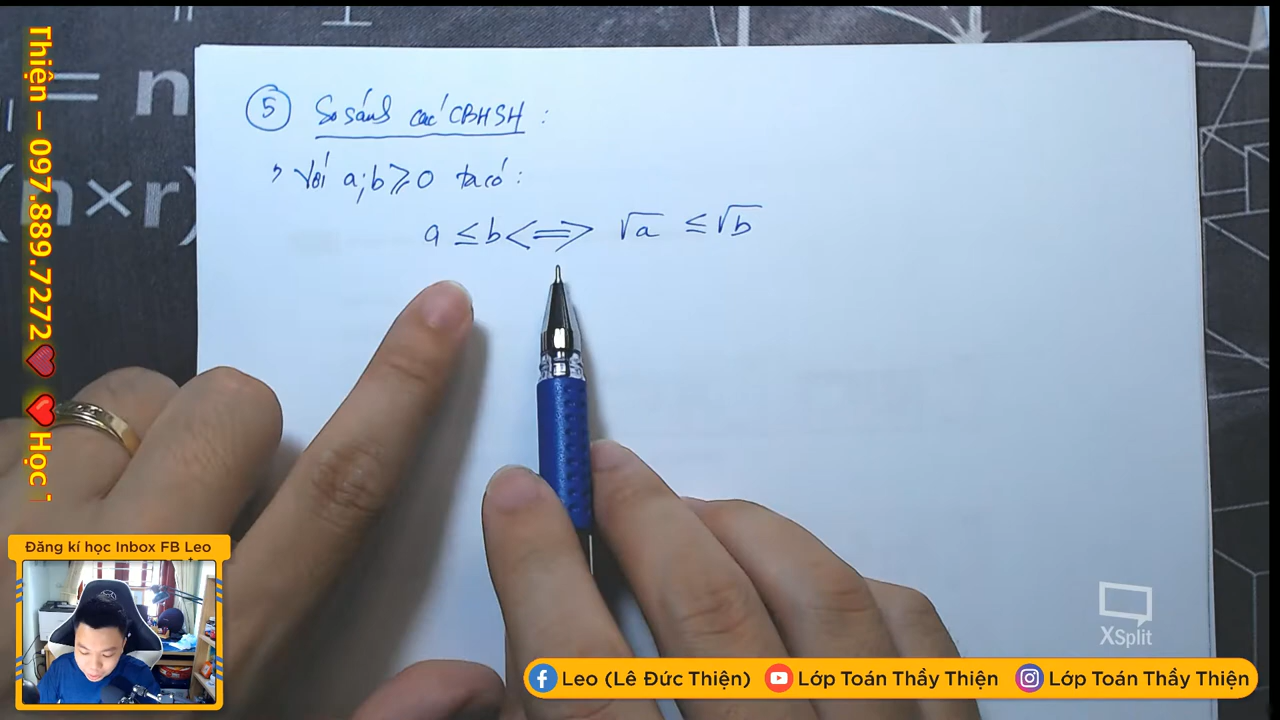 ⑤ So sánh các CBHSH :
Với a;b ⩾ 0 ta có :
a ≤ b <=> √a ≤ √b
Thiện – 097.889.7272❤️ ❤️Học
Đăng kí học Inbox FB Leo
XSplit
Leo (Lê Đức Thiện) Lớp Toán Thầy Thiện Lớp Toán Thầy Thiện
= n
(n×r)